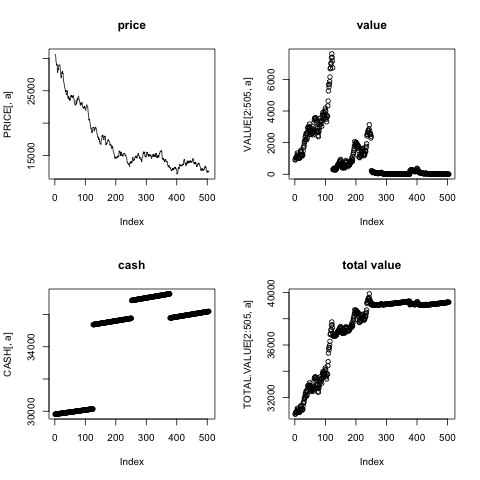 price
PRICE[, a]
15000
25000
0 100 200 300 400 500
Index
value
VALUE[2:505, a]
0 2000 4000 6000
0 100 200 300 400 500
Index
cash
CASH[, a]
30000 34000
0 100 200 300 400 500
Index
total value
TOTAL.VALUE[2:505, a]
32000 36000 40000
0 100 200 300 400 500
Index